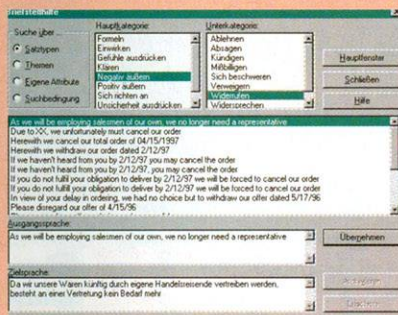 Briefstellhilfe
Suche über ...
Satztypen
Themen
Eigene Attribute
Suchbedingung
Hauptkategorie:
Formeln
Einwirken
Gefühle ausdrücken
Klären
Negativ äußern
Positiv äußern
Sich richten an
Unsicherheit ausdrücken
Unterkategorie:
Ablehnen
Absagen
Kündigen
Mißbilligen
Sich beschweren
Verweigern
Widerrufen
Widersprechen
Hauptfenster
Schließen
Hilfe
As we will be employing salesmen of our own, we no longer need a representative
Due to XX, we unfortunately must cancel our order
Herewith we cancel our total order of 04/15/1997
Herewith we withdraw our order dated 2/12/97
If we haven't heard from you by 2/12/97 you may cancel the order
If we haven't heard from you by 2/12/97, you may cancel the order
If you do not fulfil your obligation to deliver by 2/12/97 we will be forced to cancel our order
If you do not fulfill your obligation to deliver by 2/12/97 we will be forced to cancel our order
In view of your delay in ordering, we had no choice but to withdraw our offer dated 5/17/96
Please disregard our offer of 4/15/96
Ausgangssprache:
As we will be employing salesmen of our own, we no longer need a representative
Übernehmen
Zielsprache:
Da wir unsere Waren künftig durch eigene Handelsreisende vertreiben werden,
besteht an einer Vertretung kein Bedarf mehr